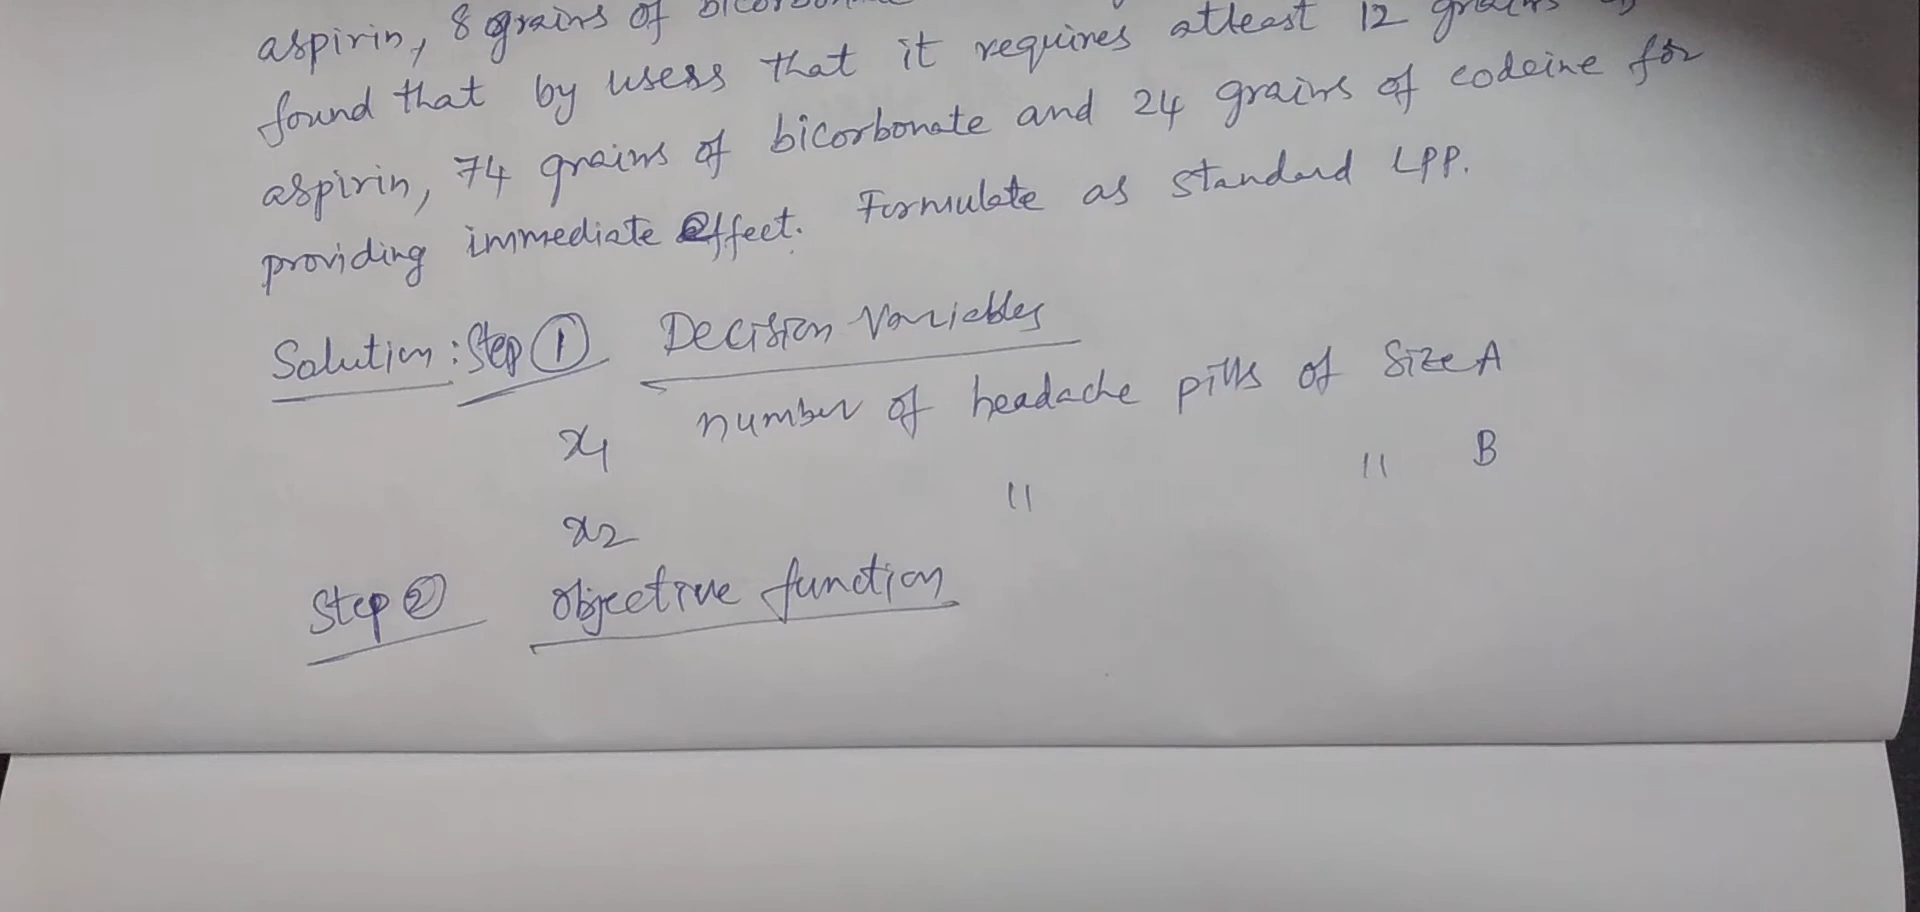 aspirin, 8 grains of
found that by usess that it requires atleast 12 grains
aspirin, 74 grains of bicorbonate and 24 grains of codeine for
providing immediate effect. Formulate as standard LPP.
Solution: Step ① Decision Variables
x1 number of headache pills of Size A
x2 " " B
Step ② Objective function